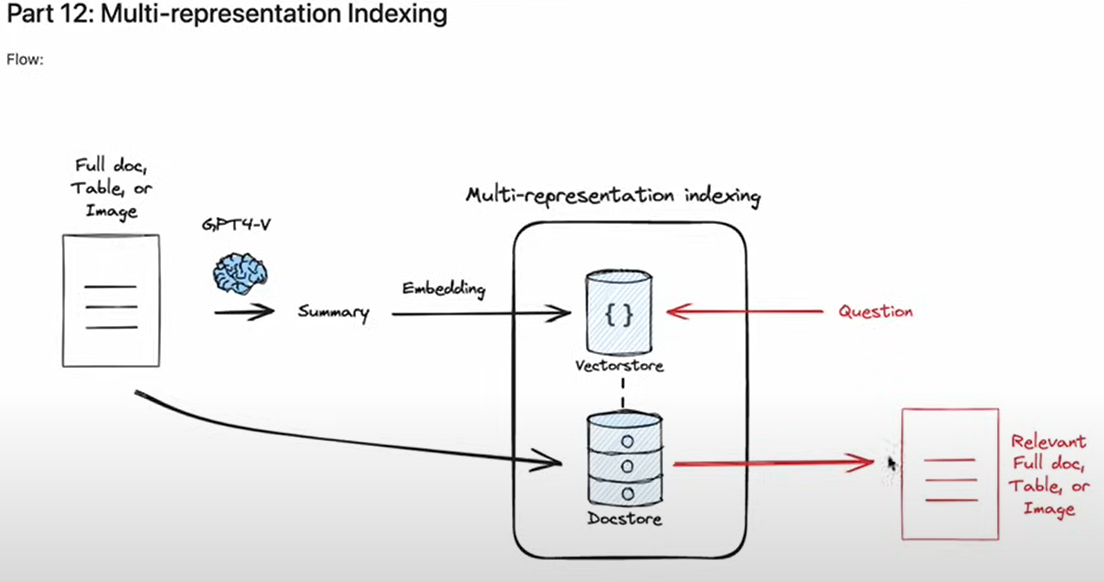 Part 12: Multi-representation Indexing
Flow:
Full doc,
Table, or
Image
GPT4-V
Summary
Embedding
Multi-representation indexing
{}
Vectorstore
Docstore
Question
Relevant
Full doc,
Table, or
Image